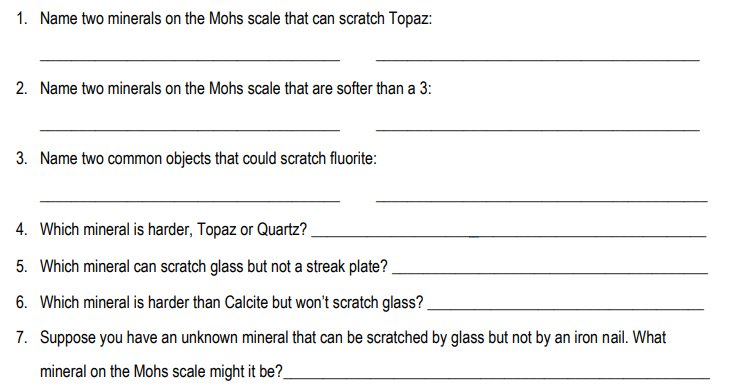 1. Name two minerals on the Mohs scale that can scratch Topaz:
2. Name two minerals on the Mohs scale that are softer than a 3:
3. Name two common objects that could scratch fluorite:
4. Which mineral is harder, Topaz or Quartz?
5. Which mineral can scratch glass but not a streak plate?
6. Which mineral is harder than Calcite but won’t scratch glass?
7. Suppose you have an unknown mineral that can be scratched by glass but not by an iron nail. What
mineral on the Mohs scale might it be?